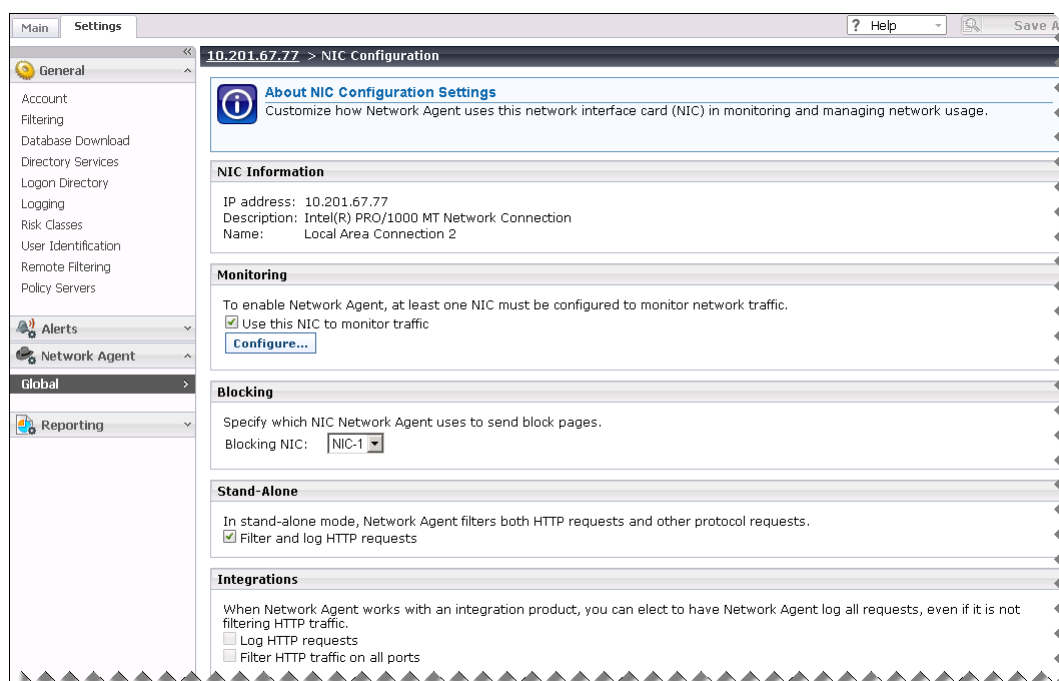 Main
Settings
? Help
Save A
«
General
Account
Filtering
Database Download
Directory Services
Logon Directory
Logging
Risk Classes
User Identification
Remote Filtering
Policy Servers
Alerts
Network Agent
Global >
Reporting
10.201.67.77 > NIC Configuration
About NIC Configuration Settings
Customize how Network Agent uses this network interface card (NIC) in monitoring and managing network usage.
NIC Information
IP address: 10.201.67.77
Description: Intel(R) PRO/1000 MT Network Connection
Name: Local Area Connection 2
Monitoring
To enable Network Agent, at least one NIC must be configured to monitor network traffic.
Use this NIC to monitor traffic
Configure...
Blocking
Specify which NIC Network Agent uses to send block pages.
Blocking NIC: NIC-1
Stand-Alone
In stand-alone mode, Network Agent filters both HTTP requests and other protocol requests.
Filter and log HTTP requests
Integrations
When Network Agent works with an integration product, you can elect to have Network Agent log all requests, even if it is not
filtering HTTP traffic.
Log HTTP requests
Filter HTTP traffic on all ports